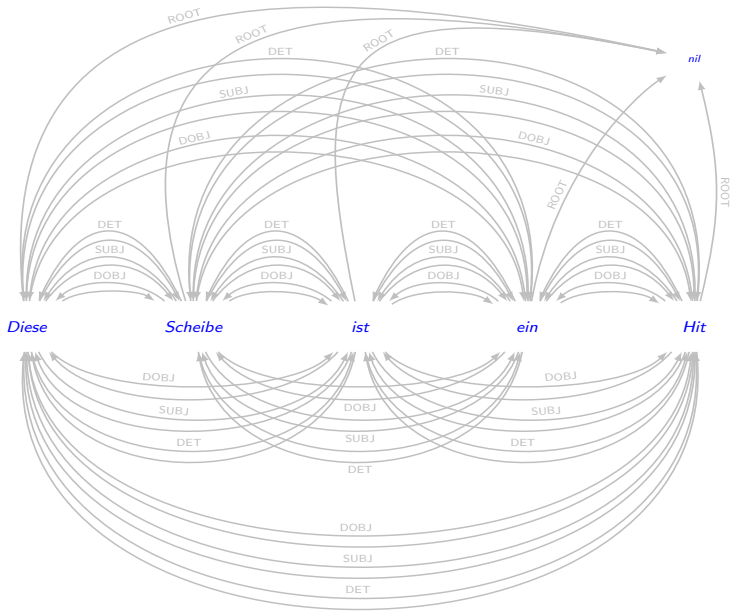 ROOT
ROOT
ROOT
DET DET
nil
SUBJ SUBJ
DOBJ DOBJ
ROOT ROOT
DET DET DET DET
SUBJ SUBJ SUBJ SUBJ
DOBJ DOBJ DOBJ DOBJ
Diese Scheibe ist ein Hit
DOBJ DOBJ
SUBJ DOBJ SUBJ
DET SUBJ DET
DET
DOBJ
SUBJ
DET